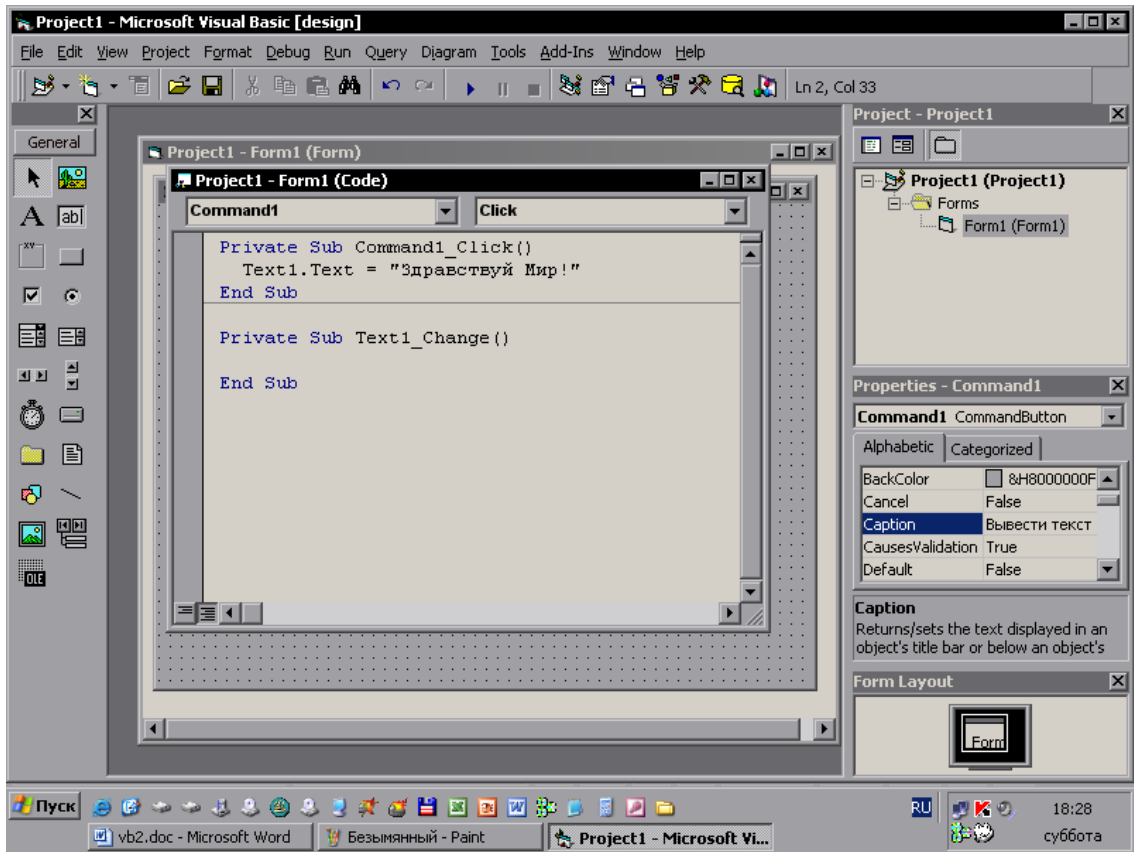 Project1 - Microsoft Visual Basic [design]
File Edit View Project Format Debug Run Query Diagram Tools Add-Ins Window Help
Ln 2, Col 33
General
A
ab
XY
OLE
Project1 - Form1 (Form)
Project1 - Form1 (Code)
Command1 Click
Private Sub Command1_Click()
Text1.Text = "Здравствуй Мир!"
End Sub
Private Sub Text1_Change()
End Sub
Project - Project1
Project1 (Project1)
Forms
Form1 (Form1)
Properties - Command1
Command1 CommandButton
Alphabetic Categorized
BackColor &H8000000F
Cancel False
Caption Вывести текст
CausesValidation True
Default False
Caption
Returns/sets the text displayed in an
object's title bar or below an object's
Form Layout
Form
Пуск
RU
18:28
vb2.doc - Microsoft Word Безымянный - Paint Project1 - Microsoft Vi...
суббота